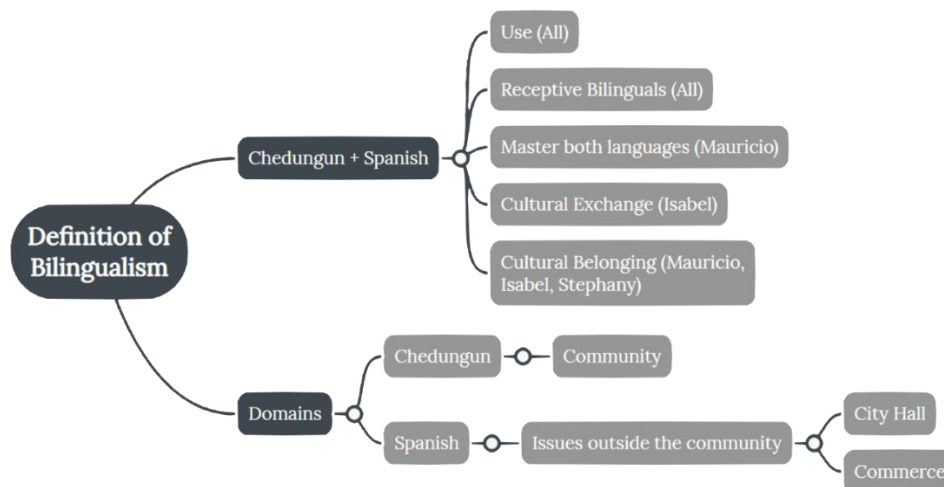 Use (All)
Receptive Bilinguals (All)
Chedungun + Spanish
Master both languages (Mauricio)
Cultural Exchange (Isabel)
Definition of
Bilingualism
Cultural Belonging (Mauricio,
Isabel, Stephany)
Chedungun
Community
Domains
City Hall
Spanish
Issues outside the community
Commerce